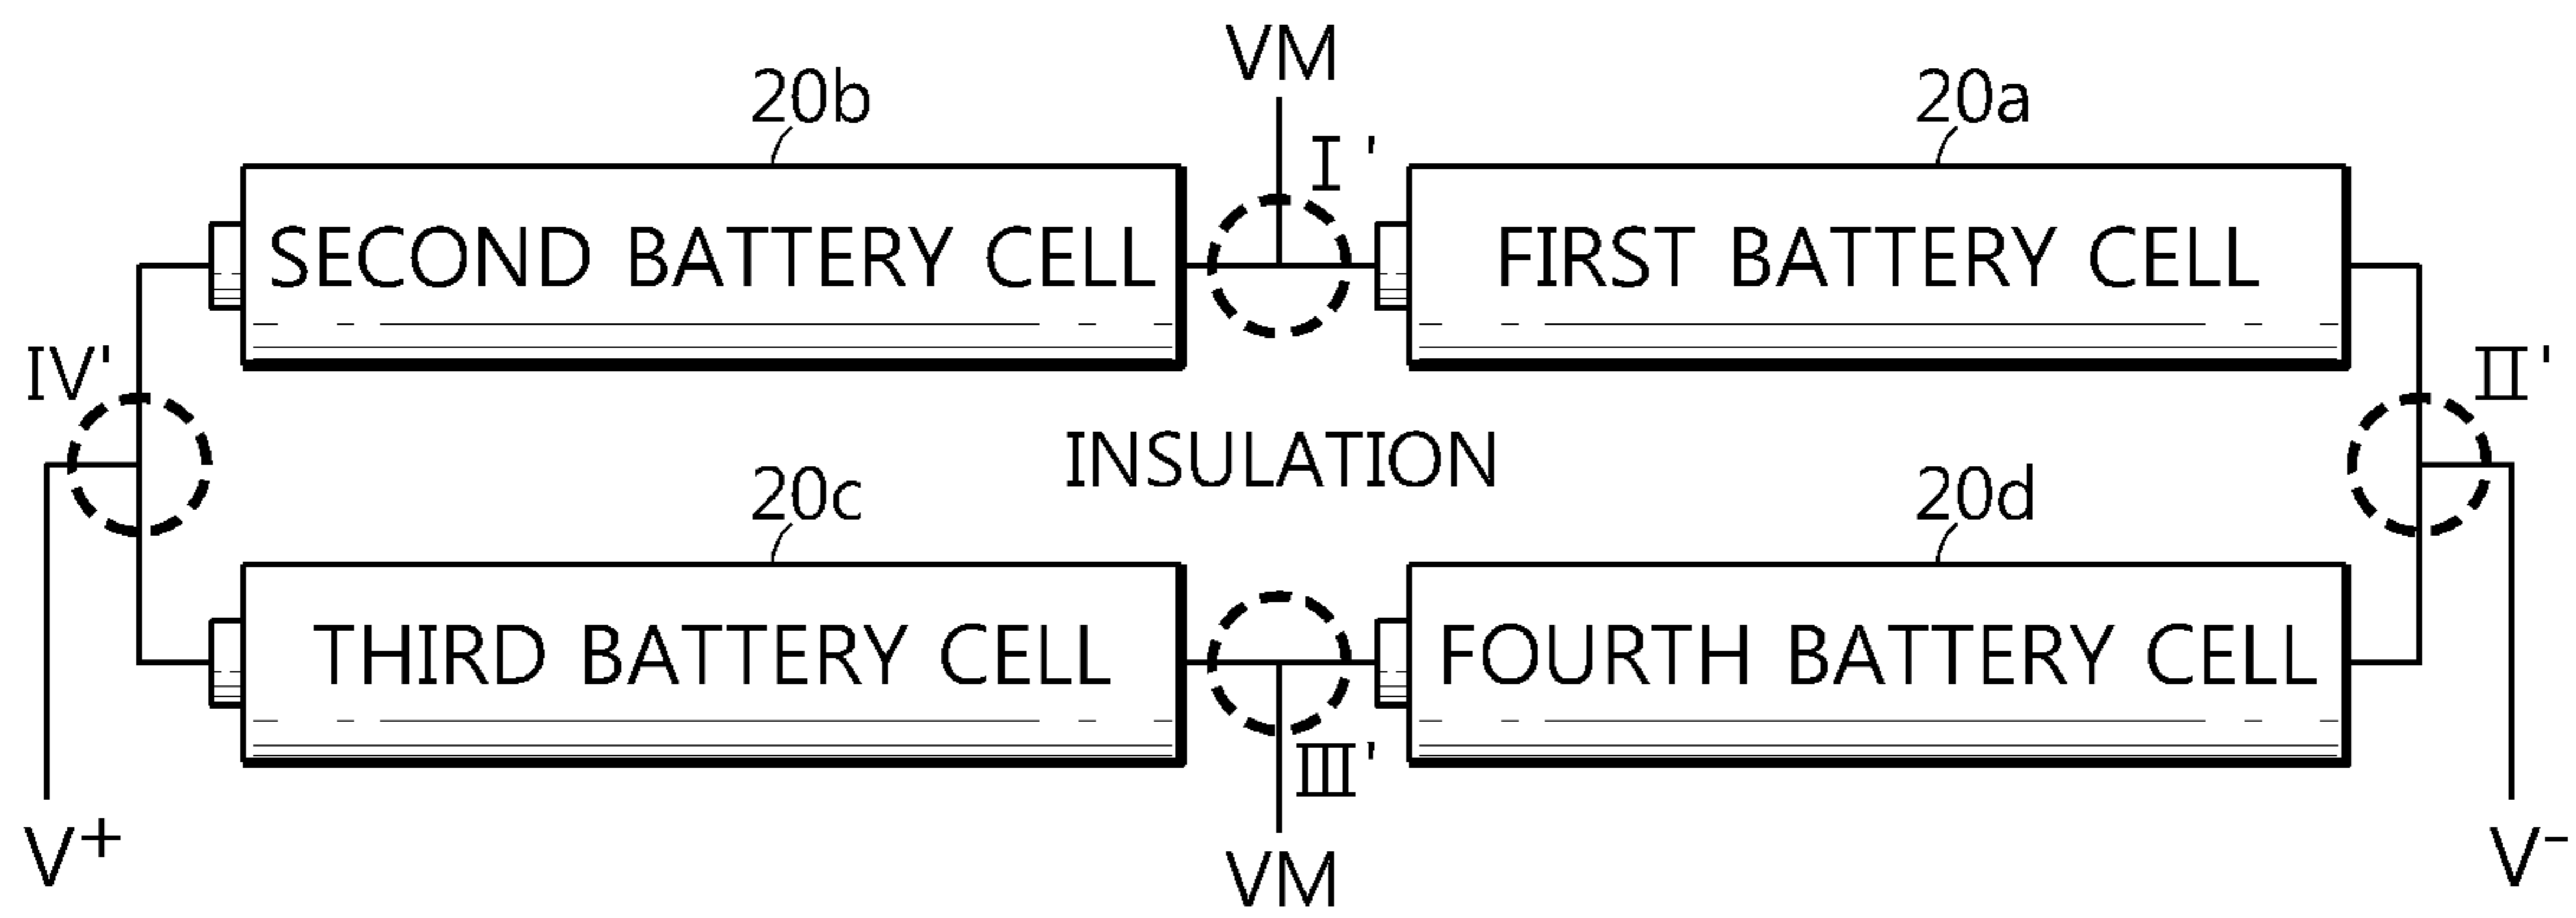 VM
20b
20a
I'
SECOND BATTERY CELL
FIRST BATTERY CELL
IV'
II'
INSULATION
20c
20d
THIRD BATTERY CELL
FOURTH BATTERY CELL
III'
V+
VM
V-